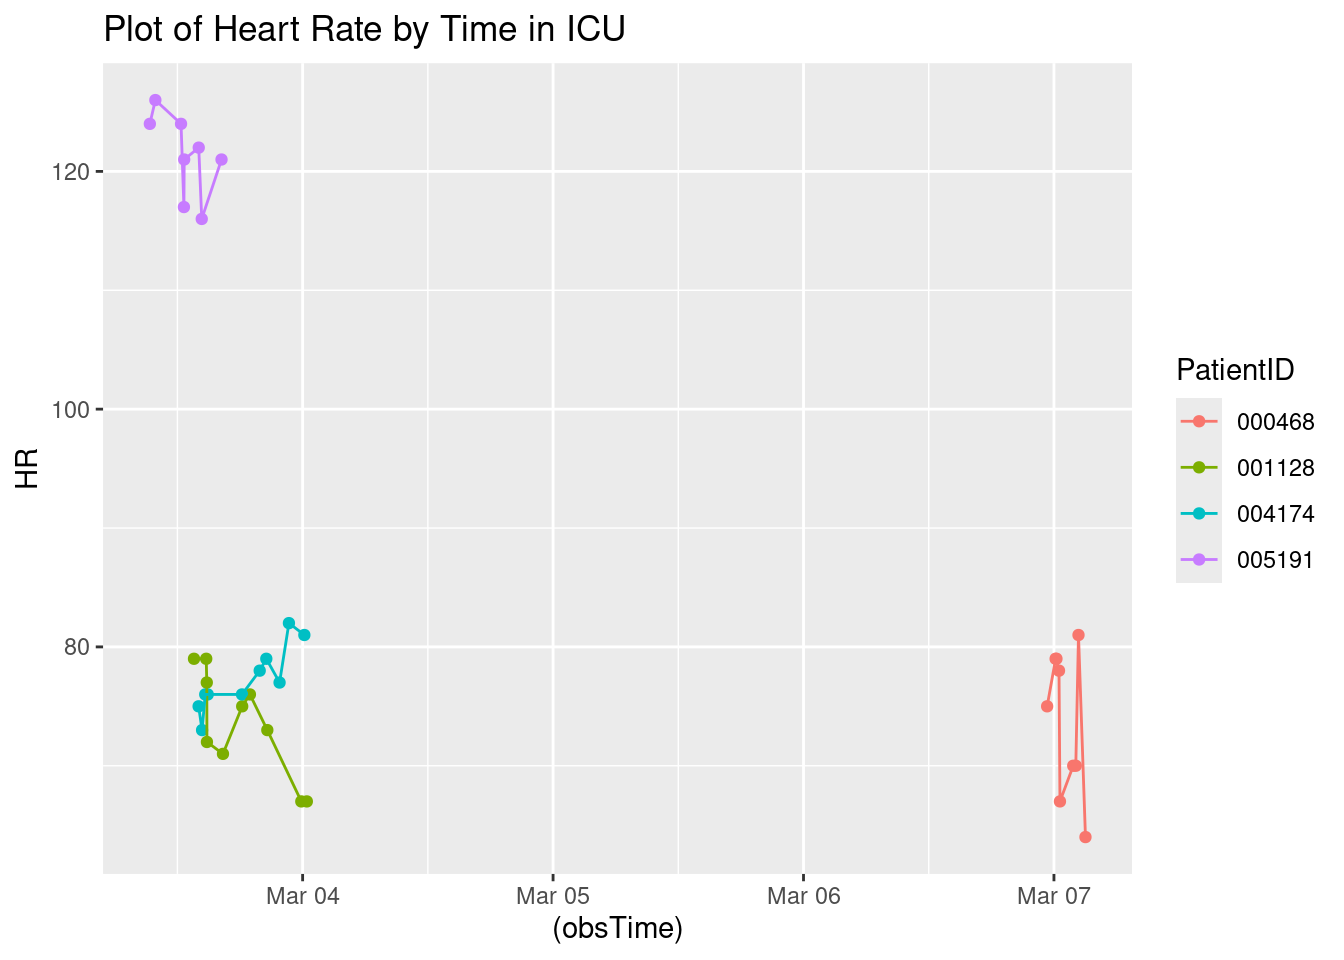 Plot of Heart Rate by Time in ICU
120
100
80
HR
Mar 04
Mar 05
Mar 06
Mar 07
(obsTime)
PatientID
000468
001128
004174
005191